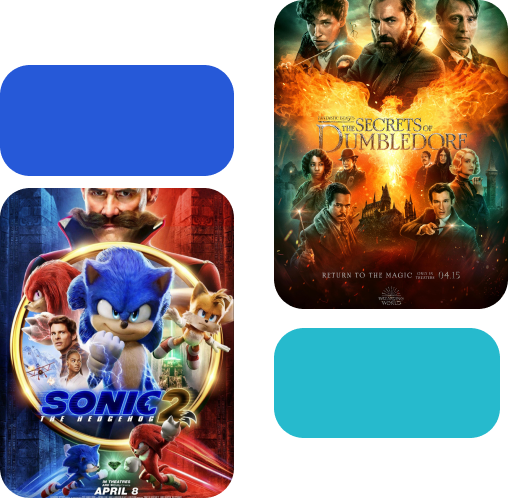 FANTASTIC BEASTS
THE SECRETS OF
DUMBLEDORE
RETURN TO THE MAGIC ONLY IN THEATERS 04.15
WIZARDING
WORLD
SONIC 2
THE HEDGEHOG
IN THEATRES
APRIL 8